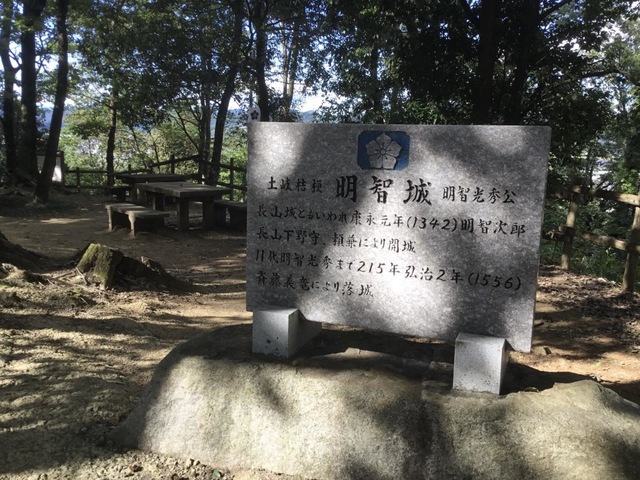 土岐桔梗 明智城 明智光秀公
長山城ともいわれ康永元年(1342)明智次郎
長山下野守、頼兼により開城
11代明智光秀まで215年弘治2年(1556)
斉藤義竜により落城